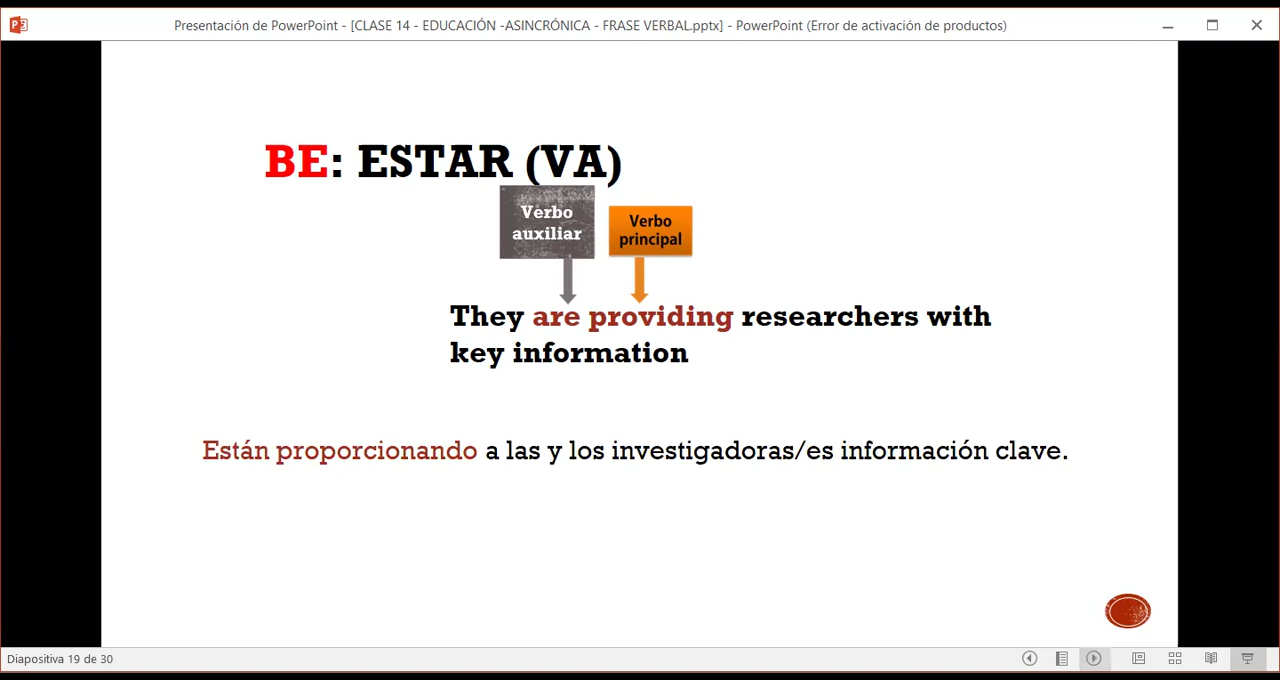 Presentación de PowerPoint - [CLASE 14 - EDUCACIÓN -ASINCRÓNICA - FRASE VERBAL.pptx] - PowerPoint (Error de activación de productos)
BE: ESTAR (VA)
Verbo
auxiliar
Verbo
principal
They are providing researchers with
key information
Están proporcionando a las y los investigadoras/es información clave.
Diapositiva 19 de 30